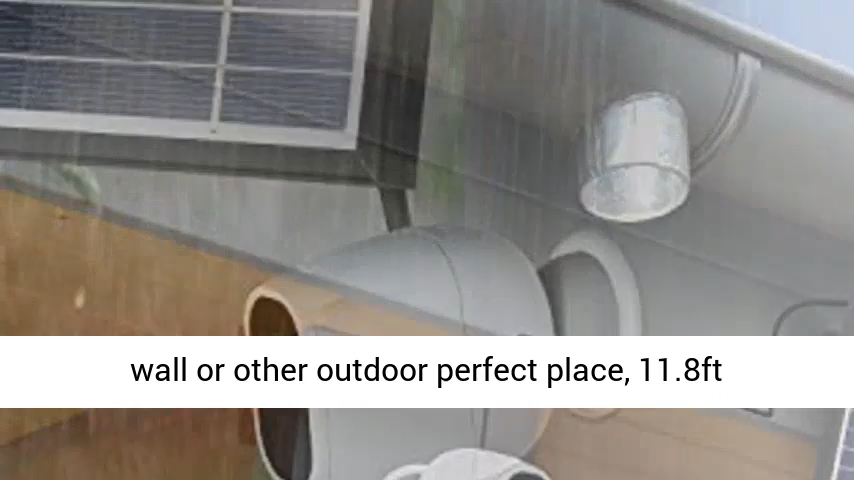 wall or other outdoor perfect place, 11.8ft